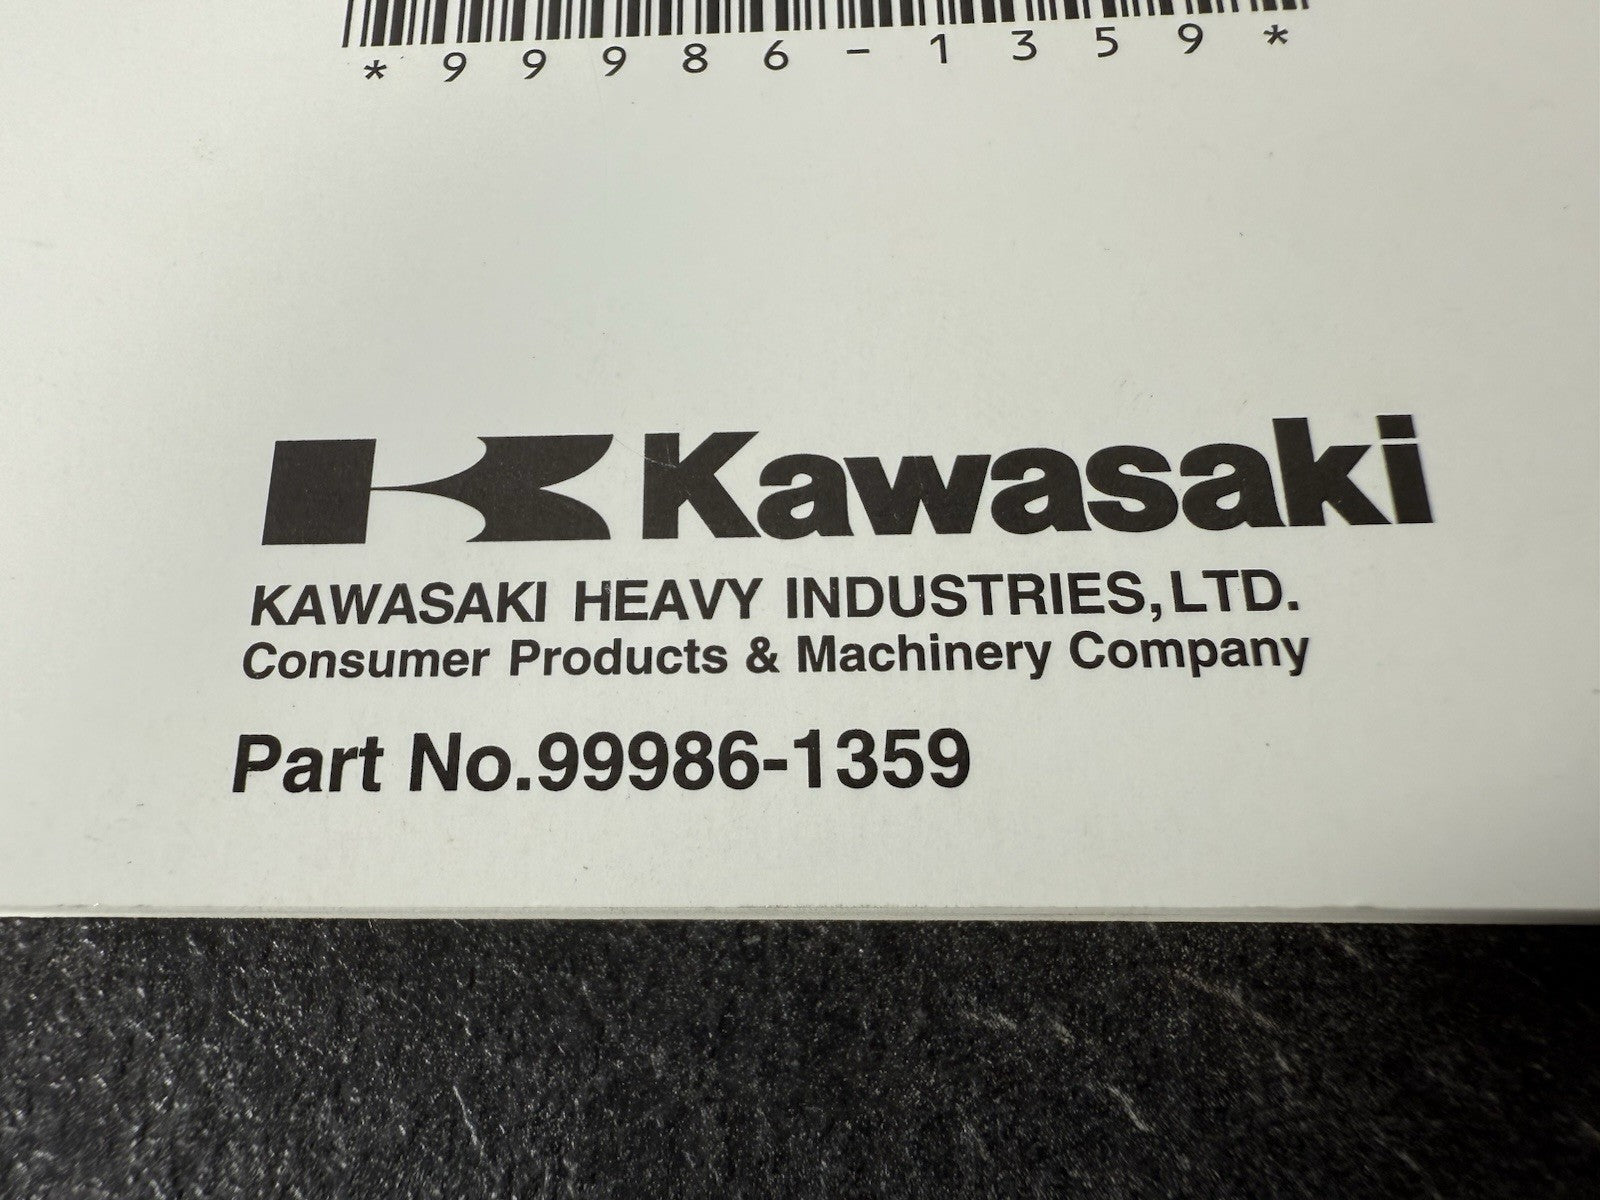 *99986-1359*
Kawasaki
KAWASAKI HEAVY INDUSTRIES,LTD.
Consumer Products & Machinery Company
Part No.99986-1359